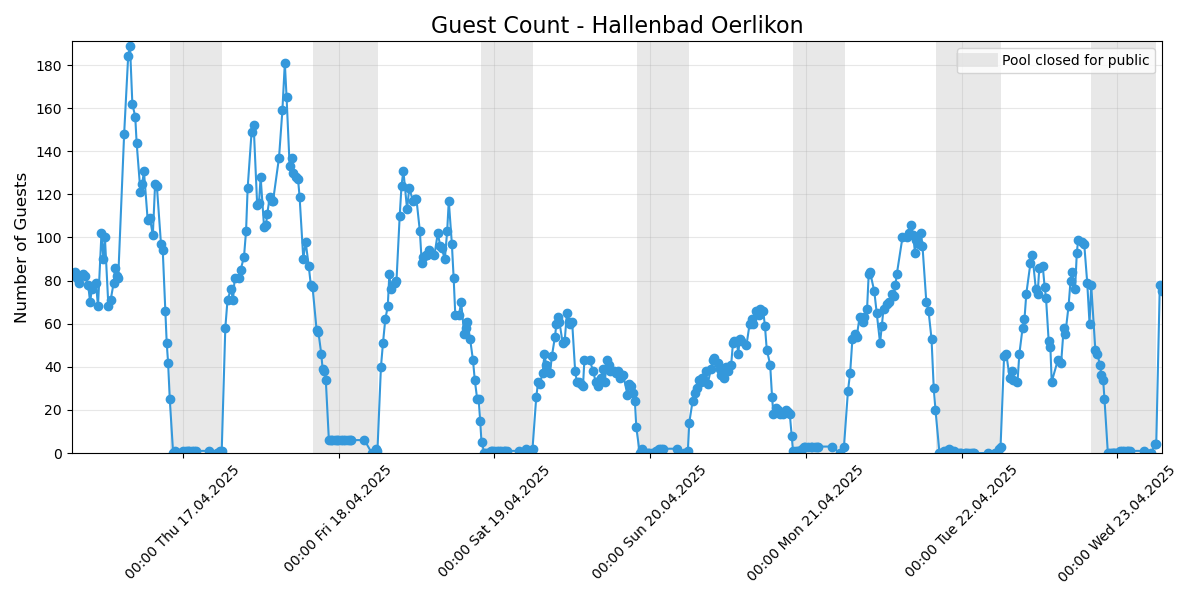 Guest Count - Hallenbad Oerlikon
Pool closed for public
Number of Guests
180
160
140
120
100
80
60
40
20
0
00:00 Thu 17.04.2025
00:00 Fri 18.04.2025
00:00 Sat 19.04.2025
00:00 Sun 20.04.2025
00:00 Mon 21.04.2025
00:00 Tue 22.04.2025
00:00 Wed 23.04.2025